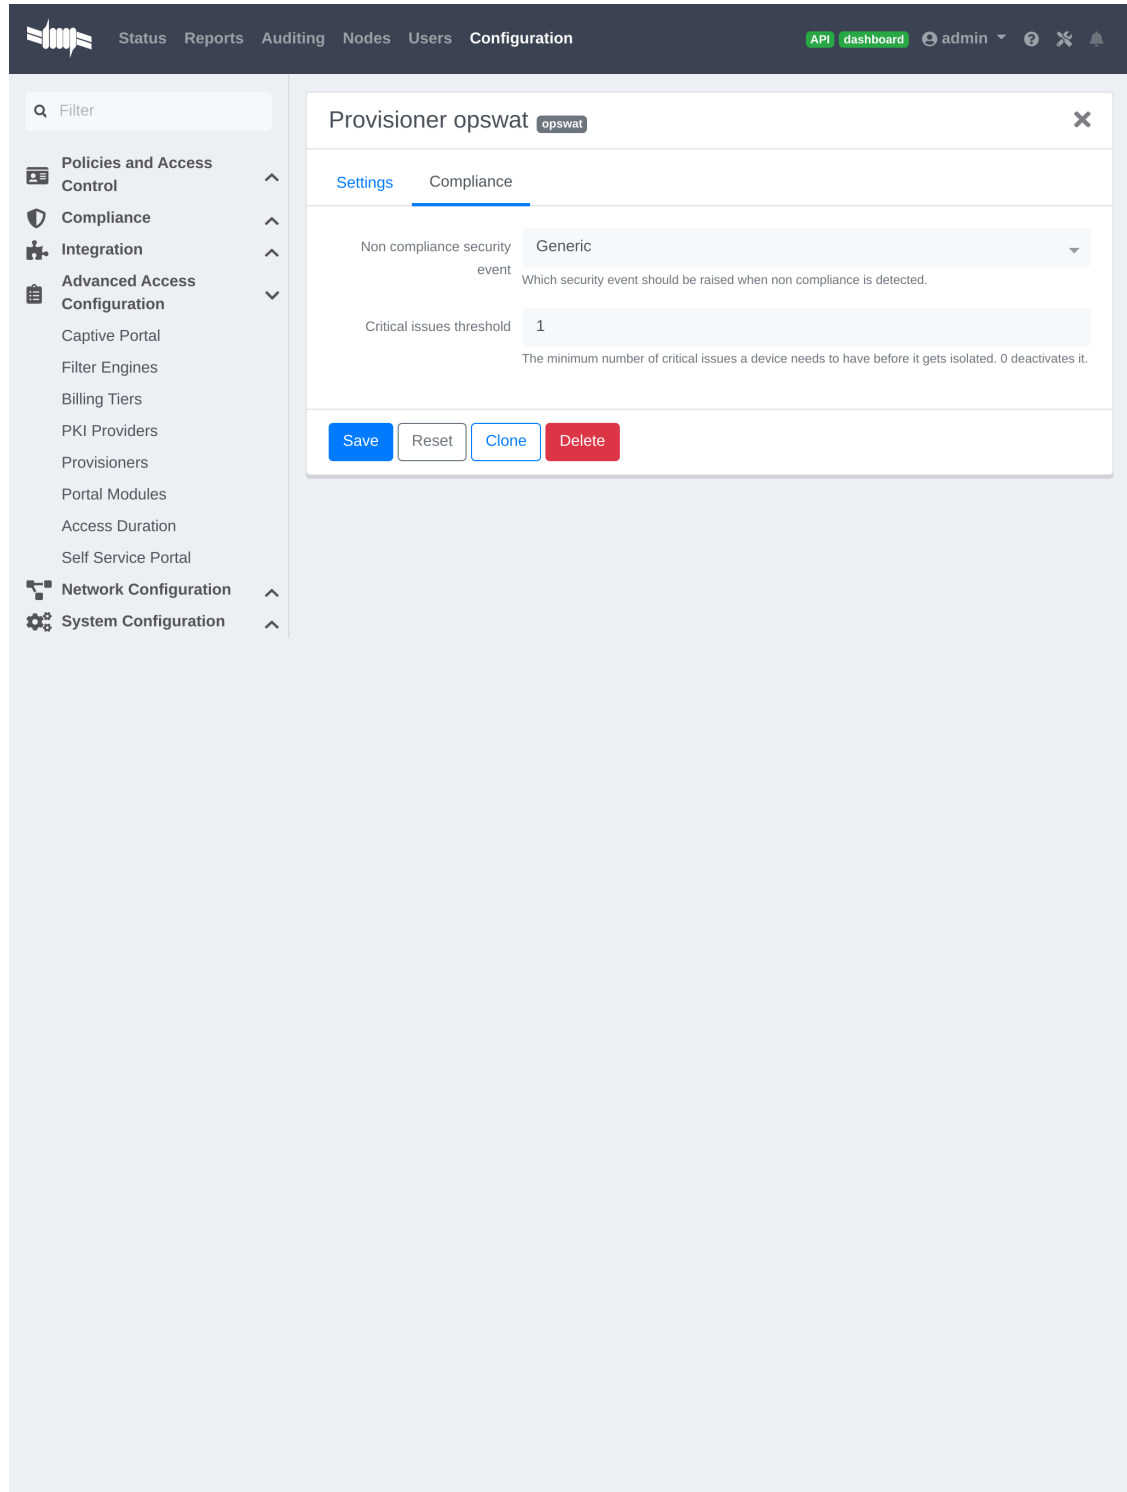 Status Reports Auditing Nodes Users Configuration API dashboard admin
Filter
Policies and Access
Control
Compliance
Integration
Advanced Access
Configuration
Captive Portal
Filter Engines
Billing Tiers
PKI Providers
Provisioners
Portal Modules
Access Duration
Self Service Portal
Network Configuration
System Configuration
Provisioner opswat opswat
Settings Compliance
Non compliance security
event
Generic
Which security event should be raised when non compliance is detected.
Critical issues threshold 1
The minimum number of critical issues a device needs to have before it gets isolated. 0 deactivates it.
Save Reset Clone Delete